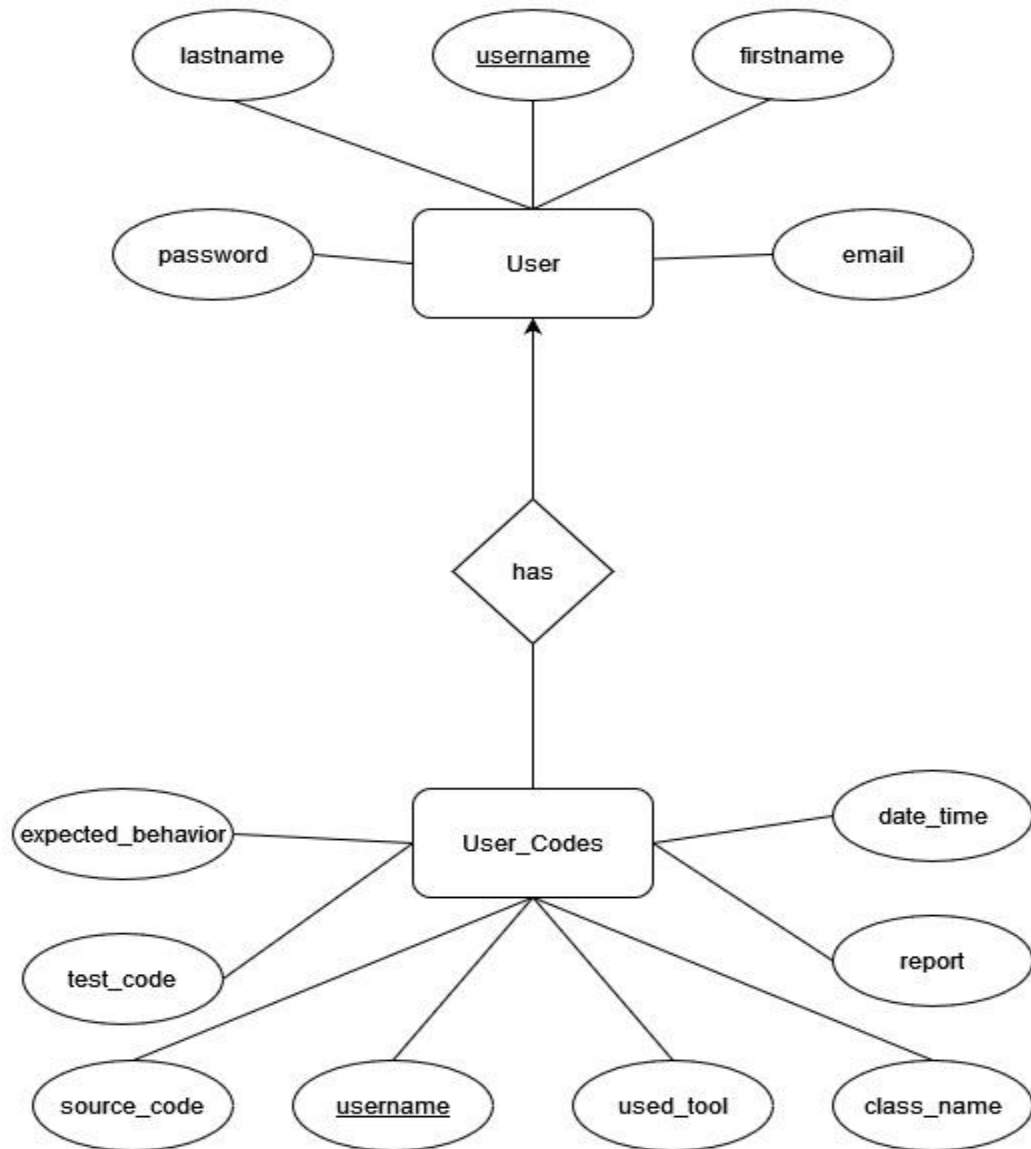 lastname
username
firstname
password
User
email
has
expected_behavior
User_Codes
date_time
test_code
report
source_code
username
used_tool
class_name